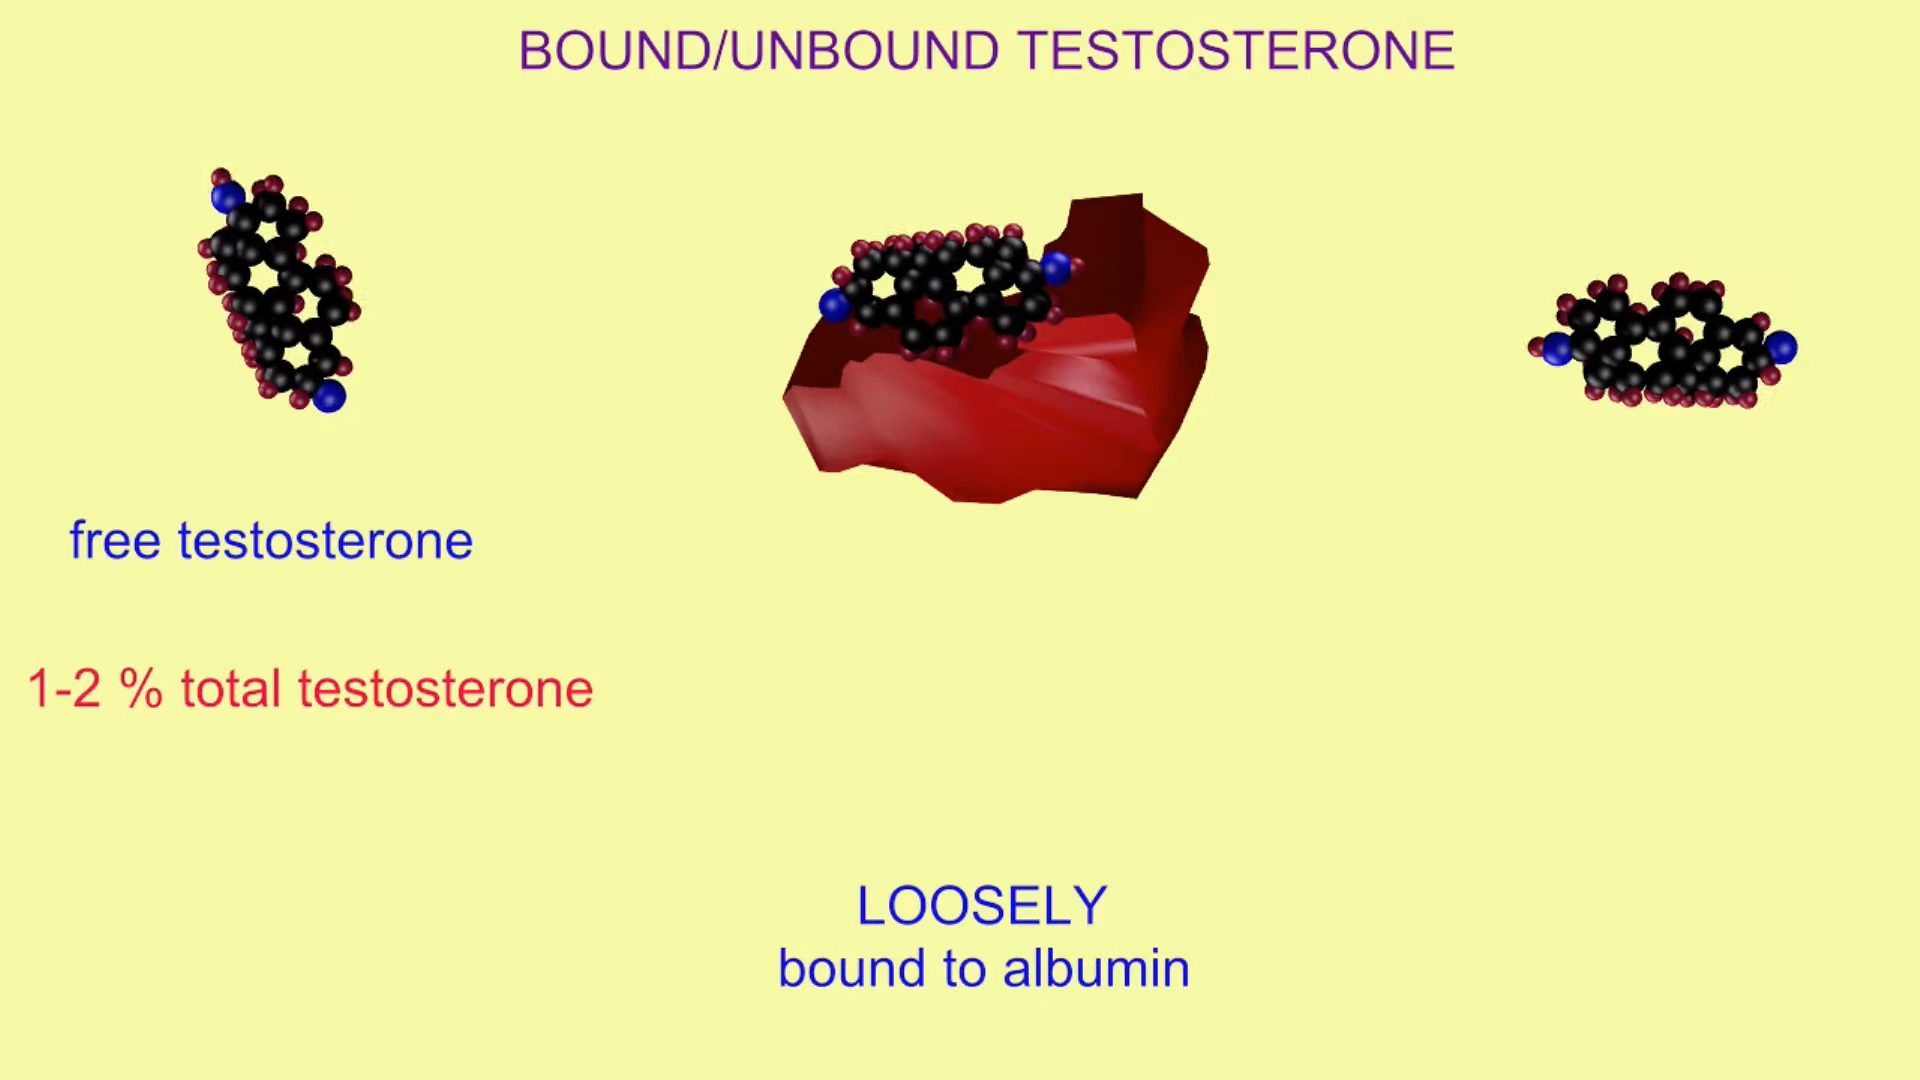 BOUND/UNBOUND TESTOSTERONE
free testosterone
1-2 % total testosterone
LOOSELY
bound to albumin